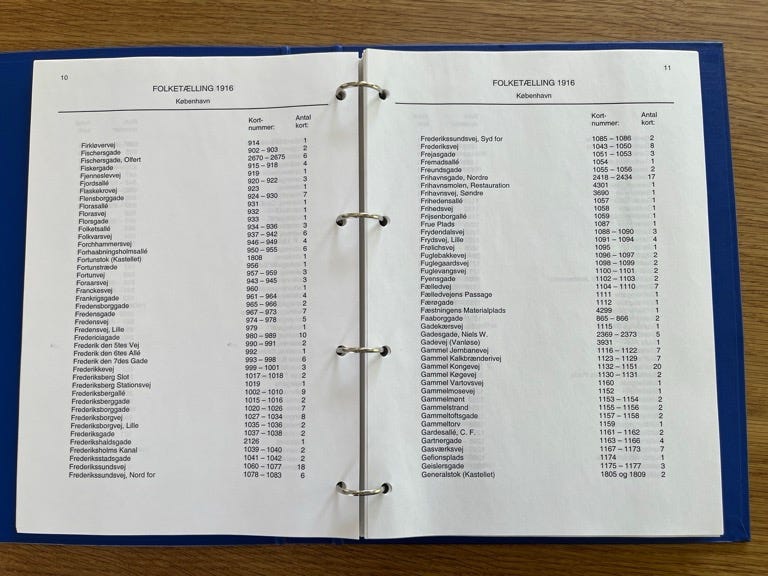 10
FOLKETÆLLING 1916
København
Kort- Antal
nummer: kort:
Firkløvervej 914 1
Fischersgade 902 – 903 2
Fischersgade, Olfert 2670 – 2675 6
Fiskergade 915 – 918 4
Fjenneslevvej 919 1
Fjordsallé 920 – 922 3
Flaskekrovej 923 1
Flensborggade 924 – 930 7
Florasallé 931 1
Florasvej 932 1
Florsgade 933 1
Folketsallé 934 – 936 3
Folkvarsvej 937 – 942 6
Forchhammersvej 946 – 949 4
Forhaabningsholmsallé 950 – 955 6
Fortunstok (Kastellet) 1808 1
Fortunstræde 956 1
Fortunvej 957 – 959 3
Foraarsvej 943 – 945 3
Franckesvej 960 1
Frankrigsgade 961 – 964 4
Fredensborggade 965 – 966 2
Fredensgade 967 – 973 7
Fredensvej 974 – 978 5
Fredensvej, Lille 979 1
Fredericiagade 980 – 989 10
Frederik den 5tes Vej 990 – 991 2
Frederik den 6tes Allé 992 1
Frederik den 7des Gade 993 – 998 6
Frederikkevej 999 – 1001 3
Frederiksberg Slot 1017 – 1018 2
Frederiksberg Stationsvej 1019 1
Frederiksbergallé 1002 – 1010 9
Frederiksberggade 1015 – 1016 2
Frederiksborggade 1020 – 1026 7
Frederiksborgvej 1027 – 1034 8
Frederiksborgvej, Lille 1035 – 1036 2
Frederiksgade 1037 – 1038 2
Frederikshaldsgade 2126 1
Frederiksholms Kanal 1039 – 1040 2
Frederiksstadsgade 1041 – 1042 2
Frederikssundsvej 1060 – 1077 18
Frederikssundsvej, Nord for 1078 – 1083 6
11
FOLKETÆLLING 1916
København
Kort- Antal
nummer: kort:
Frederikssundsvej, Syd for 1085 – 1086 2
Frederiksvej 1043 – 1050 8
Frejasgade 1051 – 1053 3
Fremadsallé 1054 1
Freundsgade 1055 – 1056 2
Frihavnsgade, Nordre 2418 – 2434 17
Frihavnsmolen, Restauration 4301 1
Frihavnsvej, Søndre 3690 1
Frihedensallé 1057 1
Frihedsvej 1058 1
Frijsenborgallé 1059 1
Frue Plads 1087 1
Frydendalsvej 1088 – 1090 3
Frydsvej, Lille 1091 – 1094 4
Frølichsvej 1095 1
Fuglebakkevej 1096 – 1097 2
Fuglegaardsvej 1098 – 1099 2
Fuglevangsvej 1100 – 1101 2
Fyensgade 1102 – 1103 2
Fælledvej 1104 – 1110 7
Fælledvejens Passage 1111 1
Færøgade 1112 1
Fæstningens Materialplads 4299 1
Faaborggade 865 – 866 2
Gadekærsvej 1115 1
Gadesgade, Niels W. 2369 – 2373 5
Gadevej (Vanløse) 3931 1
Gammel Jernbanevej 1116 – 1122 7
Gammel Kalkbrænderivej 1123 – 1129 7
Gammel Kongevej 1132 – 1151 20
Gammel Køgevej 1130 – 1131 2
Gammel Vartovsvej 1160 1
Gammelmosevej 1152 1
Gammelmønt 1153 – 1154 2
Gammelstrand 1155 – 1156 2
Gammeltoftsgade 1157 – 1158 2
Gammeltorv 1159 1
Gardesallé, C. F. 1161 – 1162 2
Gartnergade 1163 – 1166 4
Gasværksvej 1167 – 1173 7
Gefionsplads 1174 1
Geislersgade 1175 – 1177 3
Generalstok (Kastellet) 1805 og 1809 2